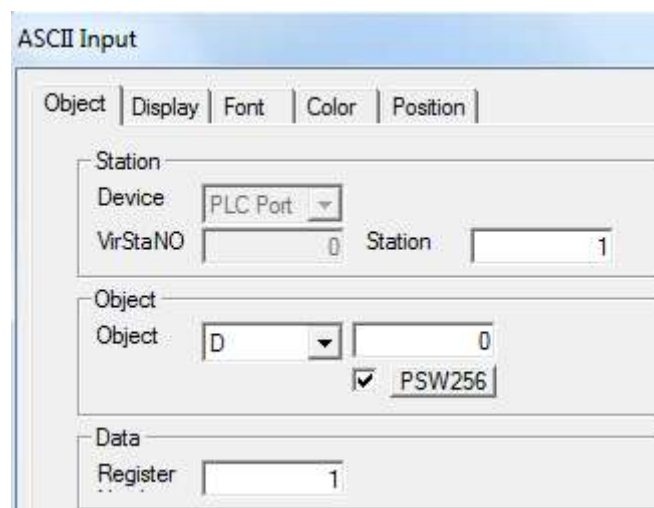 ASCII Input
Object Display Font Color Position
Station
Device PLC Port
VirStaNO 0 Station 1
Object
Object D 0
PSW256
Data
Register 1